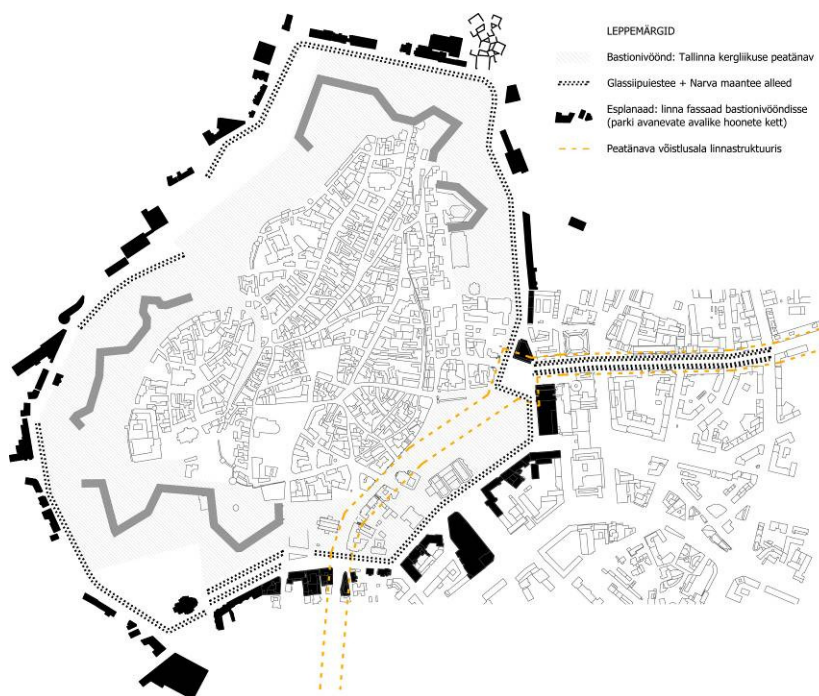 LEPPEMÄRGID
Bastionivöönd: Tallinna kergliikuse peatänav
Glassiipuiestee + Narva maantee alleed
Esplanaad: linna fassaad bastionivööndisse
(parki avanevate avalike hoonete kett)
Peatänava võistlusala linnastruktuuris